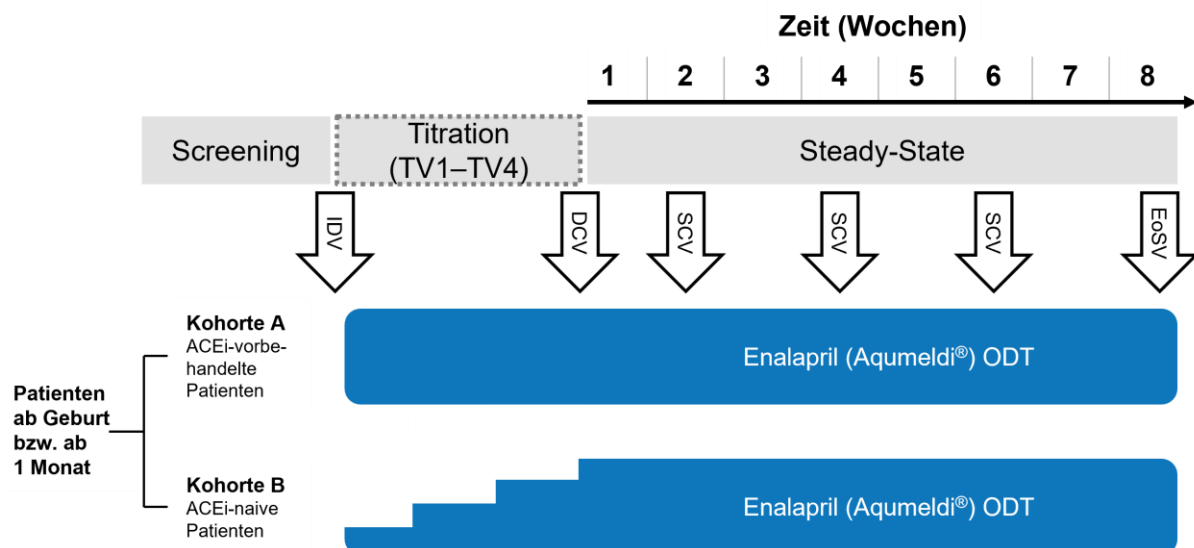 Zeit (Wochen)
1 2 3 4 5 6 7 8
Screening
Titration
(TV1–TV4)
Steady-State
IDV
DCV
SCV
SCV
SCV
EoSV
Patienten
ab Geburt
bzw. ab
1 Monat
Kohorte A
ACEi-vorbe-
handelte
Patienten
Enalapril (Aqumeldi®) ODT
Kohorte B
ACEi-naive
Patienten
Enalapril (Aqumeldi®) ODT